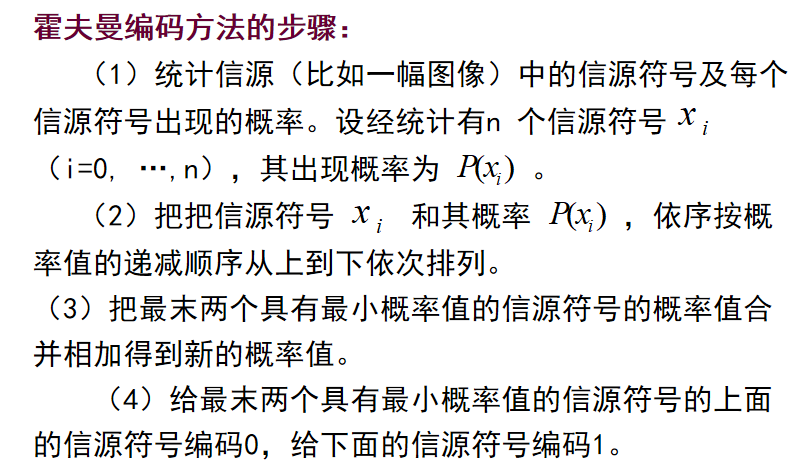 霍夫曼编码方法的步骤：
（1）统计信源（比如一幅图像）中的信源符号及每个
信源符号出现的概率。设经统计有n 个信源符号 x i
（i=0, …,n），其出现概率为 P(xi) 。
（2）把把信源符号 x i 和其概率 P(xi) ，依序按概
率值的递减顺序从上到下依次排列。
（3）把最末两个具有最小概率值的信源符号的概率值合
并相加得到新的概率值。
（4）给最末两个具有最小概率值的信源符号的上面
的信源符号编码0，给下面的信源符号编码1。